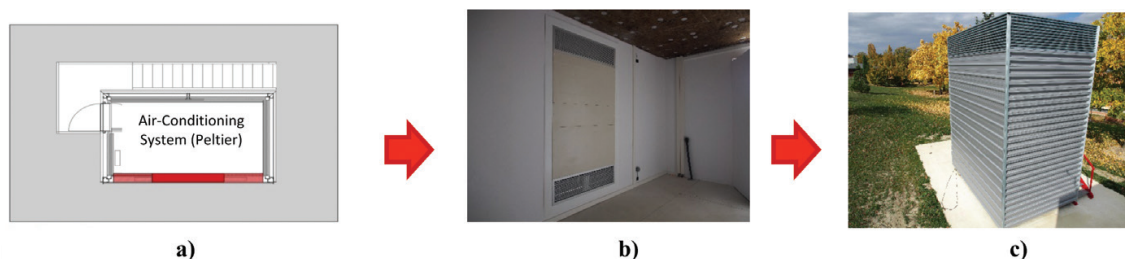 Air-Conditioning
System (Peltier)
a)
b)
c)